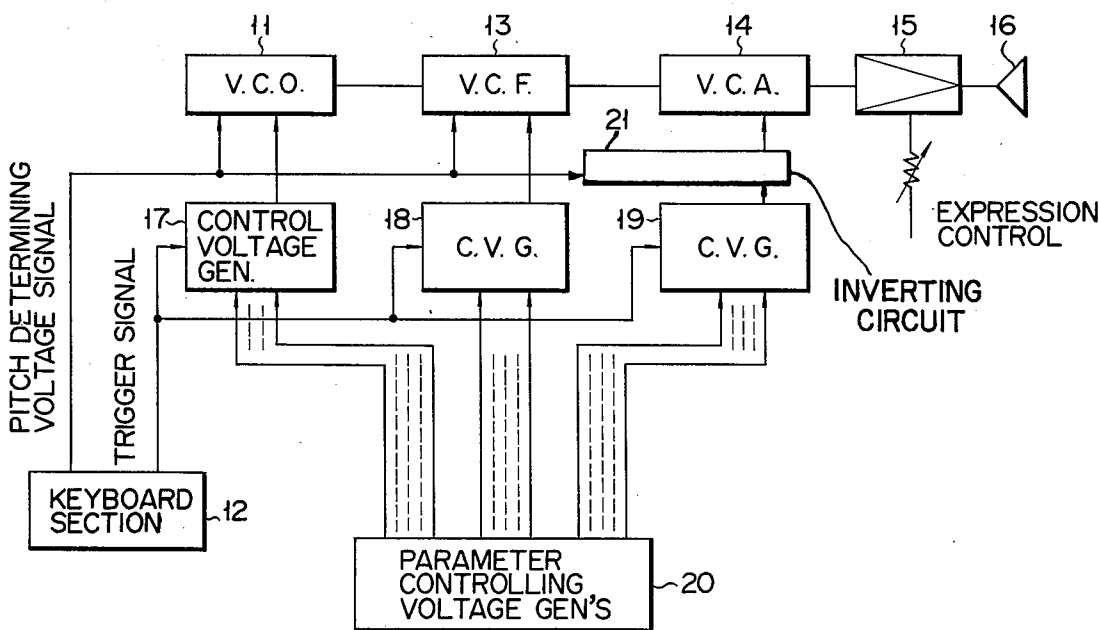 11
13
14
15
16
V.C.O.
V.C.F.
V.C.A.
21
PITCH DETERMINING
VOLTAGE SIGNAL
TRIGGER SIGNAL
17
CONTROL
VOLTAGE
GEN.
18
C.V.G.
19
C.V.G.
EXPRESSION
CONTROL
INVERTING
CIRCUIT
KEYBOARD
SECTION
12
PARAMETER
CONTROLLING
VOLTAGE GEN'S
20